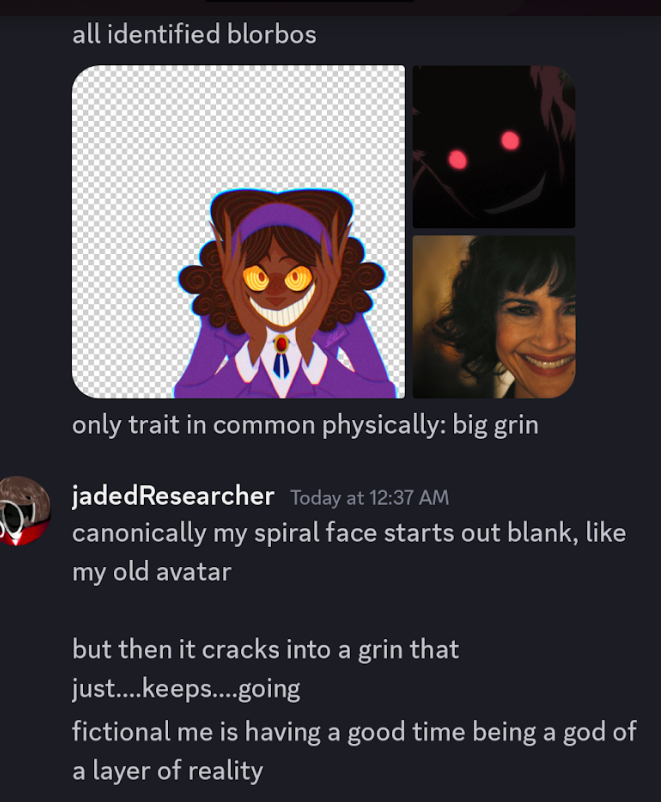 all identified blorbos
only trait in common physically: big grin
jadedResearcher Today at 12:37 AM
canonically my spiral face starts out blank, like
my old avatar
but then it cracks into a grin that
just....keeps....going
fictional me is having a good time being a god of
a layer of reality